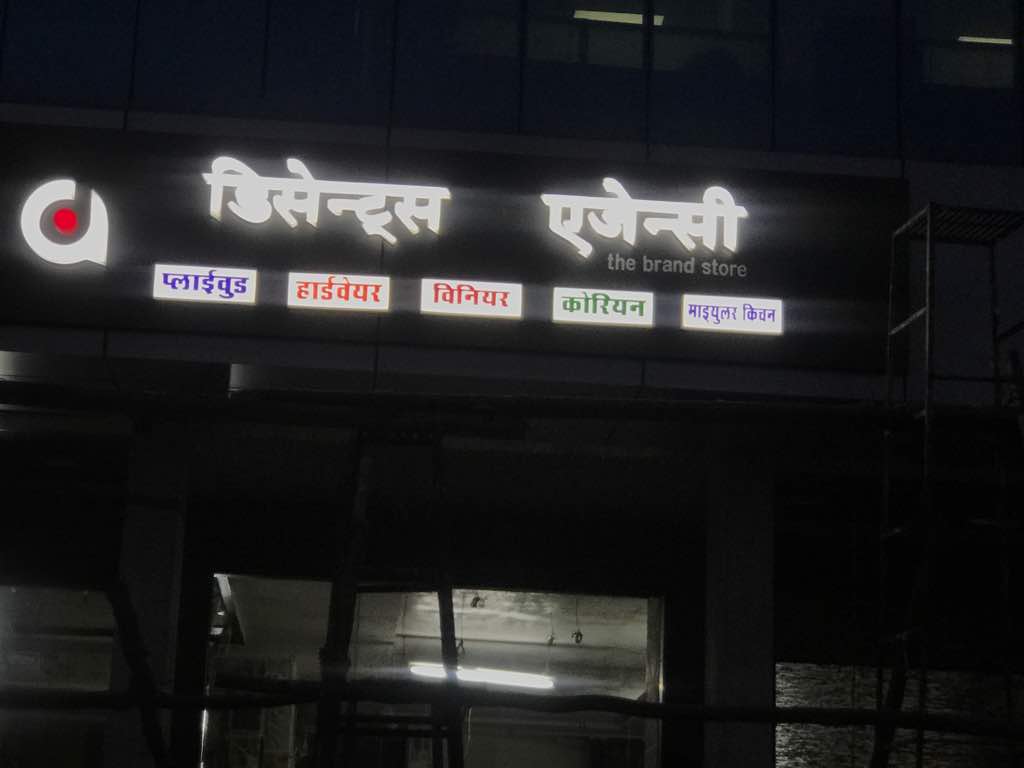 डिसेन्ट्स एजेन्सी
the brand store
प्लाईवुड हार्डवेयर विनियर कोरियन माड्युलर किचन